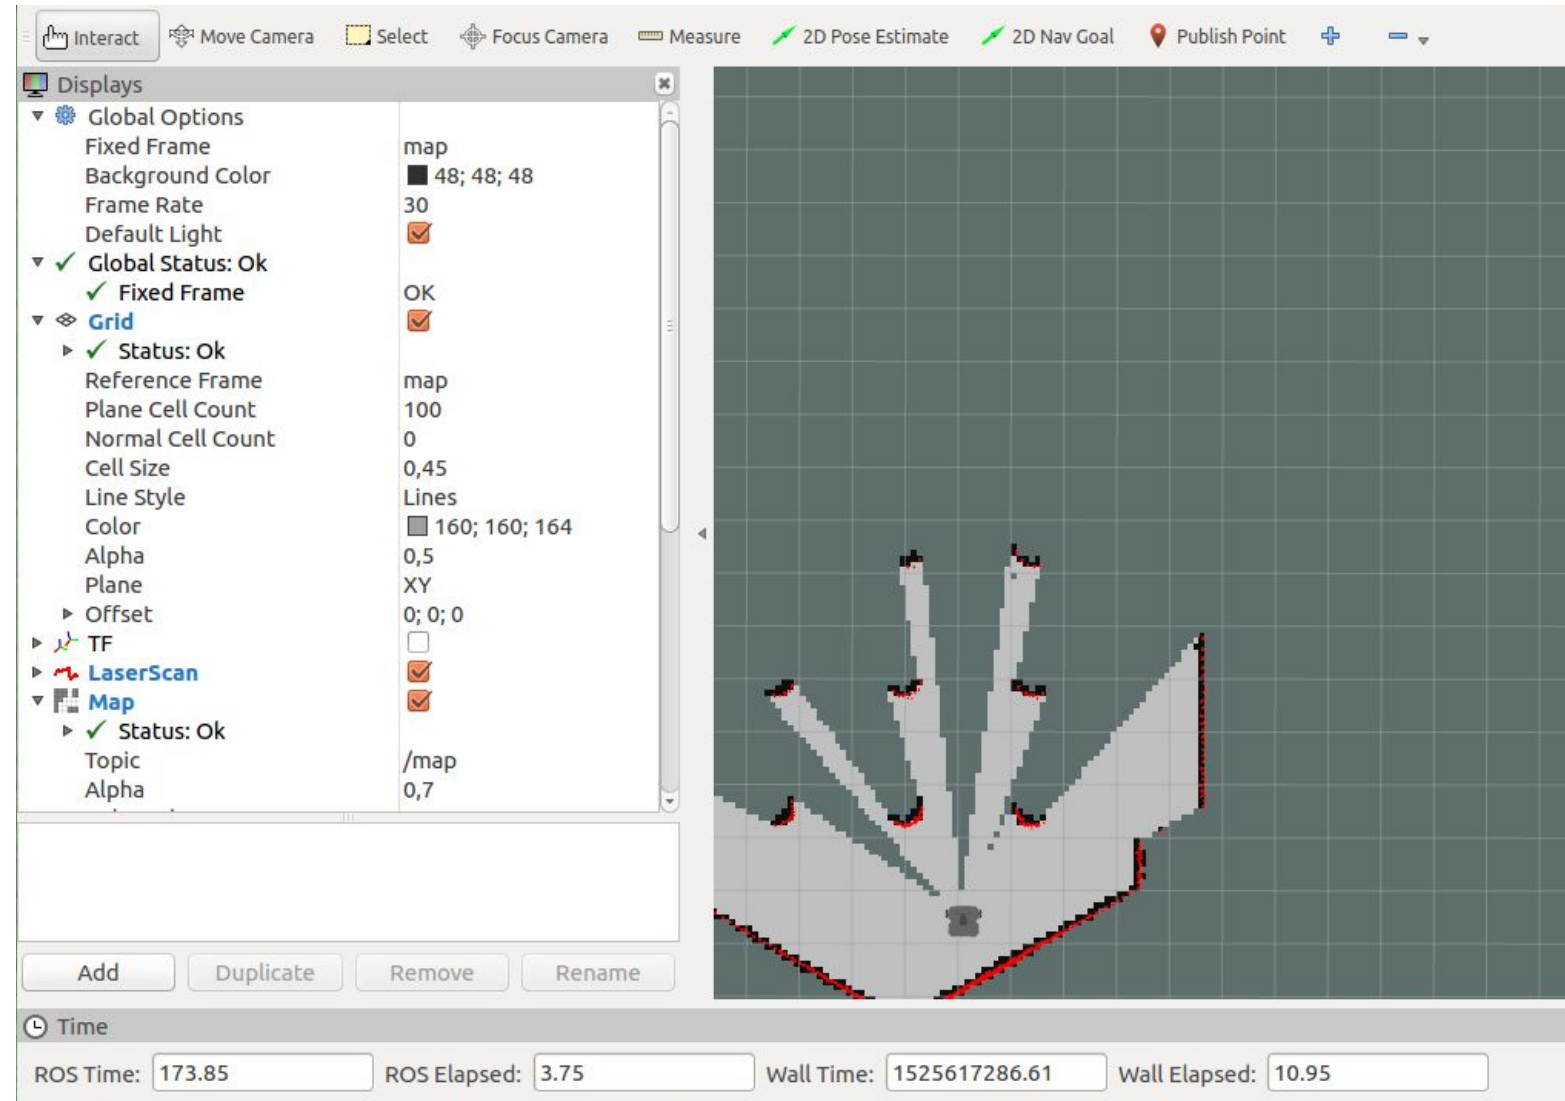 Interact Move Camera Select Focus Camera Measure 2D Pose Estimate 2D Nav Goal Publish Point
Displays
Global Options
Fixed Frame map
Background Color 48; 48; 48
Frame Rate 30
Default Light
Global Status: Ok
Fixed Frame OK
Grid
Status: Ok
Reference Frame map
Plane Cell Count 100
Normal Cell Count 0
Cell Size 0,45
Line Style Lines
Color 160; 160; 164
Alpha 0,5
Plane XY
Offset 0; 0; 0
TF
LaserScan
Map
Status: Ok
Topic /map
Alpha 0,7
Add Duplicate Remove Rename
Time
ROS Time: 173.85 ROS Elapsed: 3.75 Wall Time: 1525617286.61 Wall Elapsed: 10.95